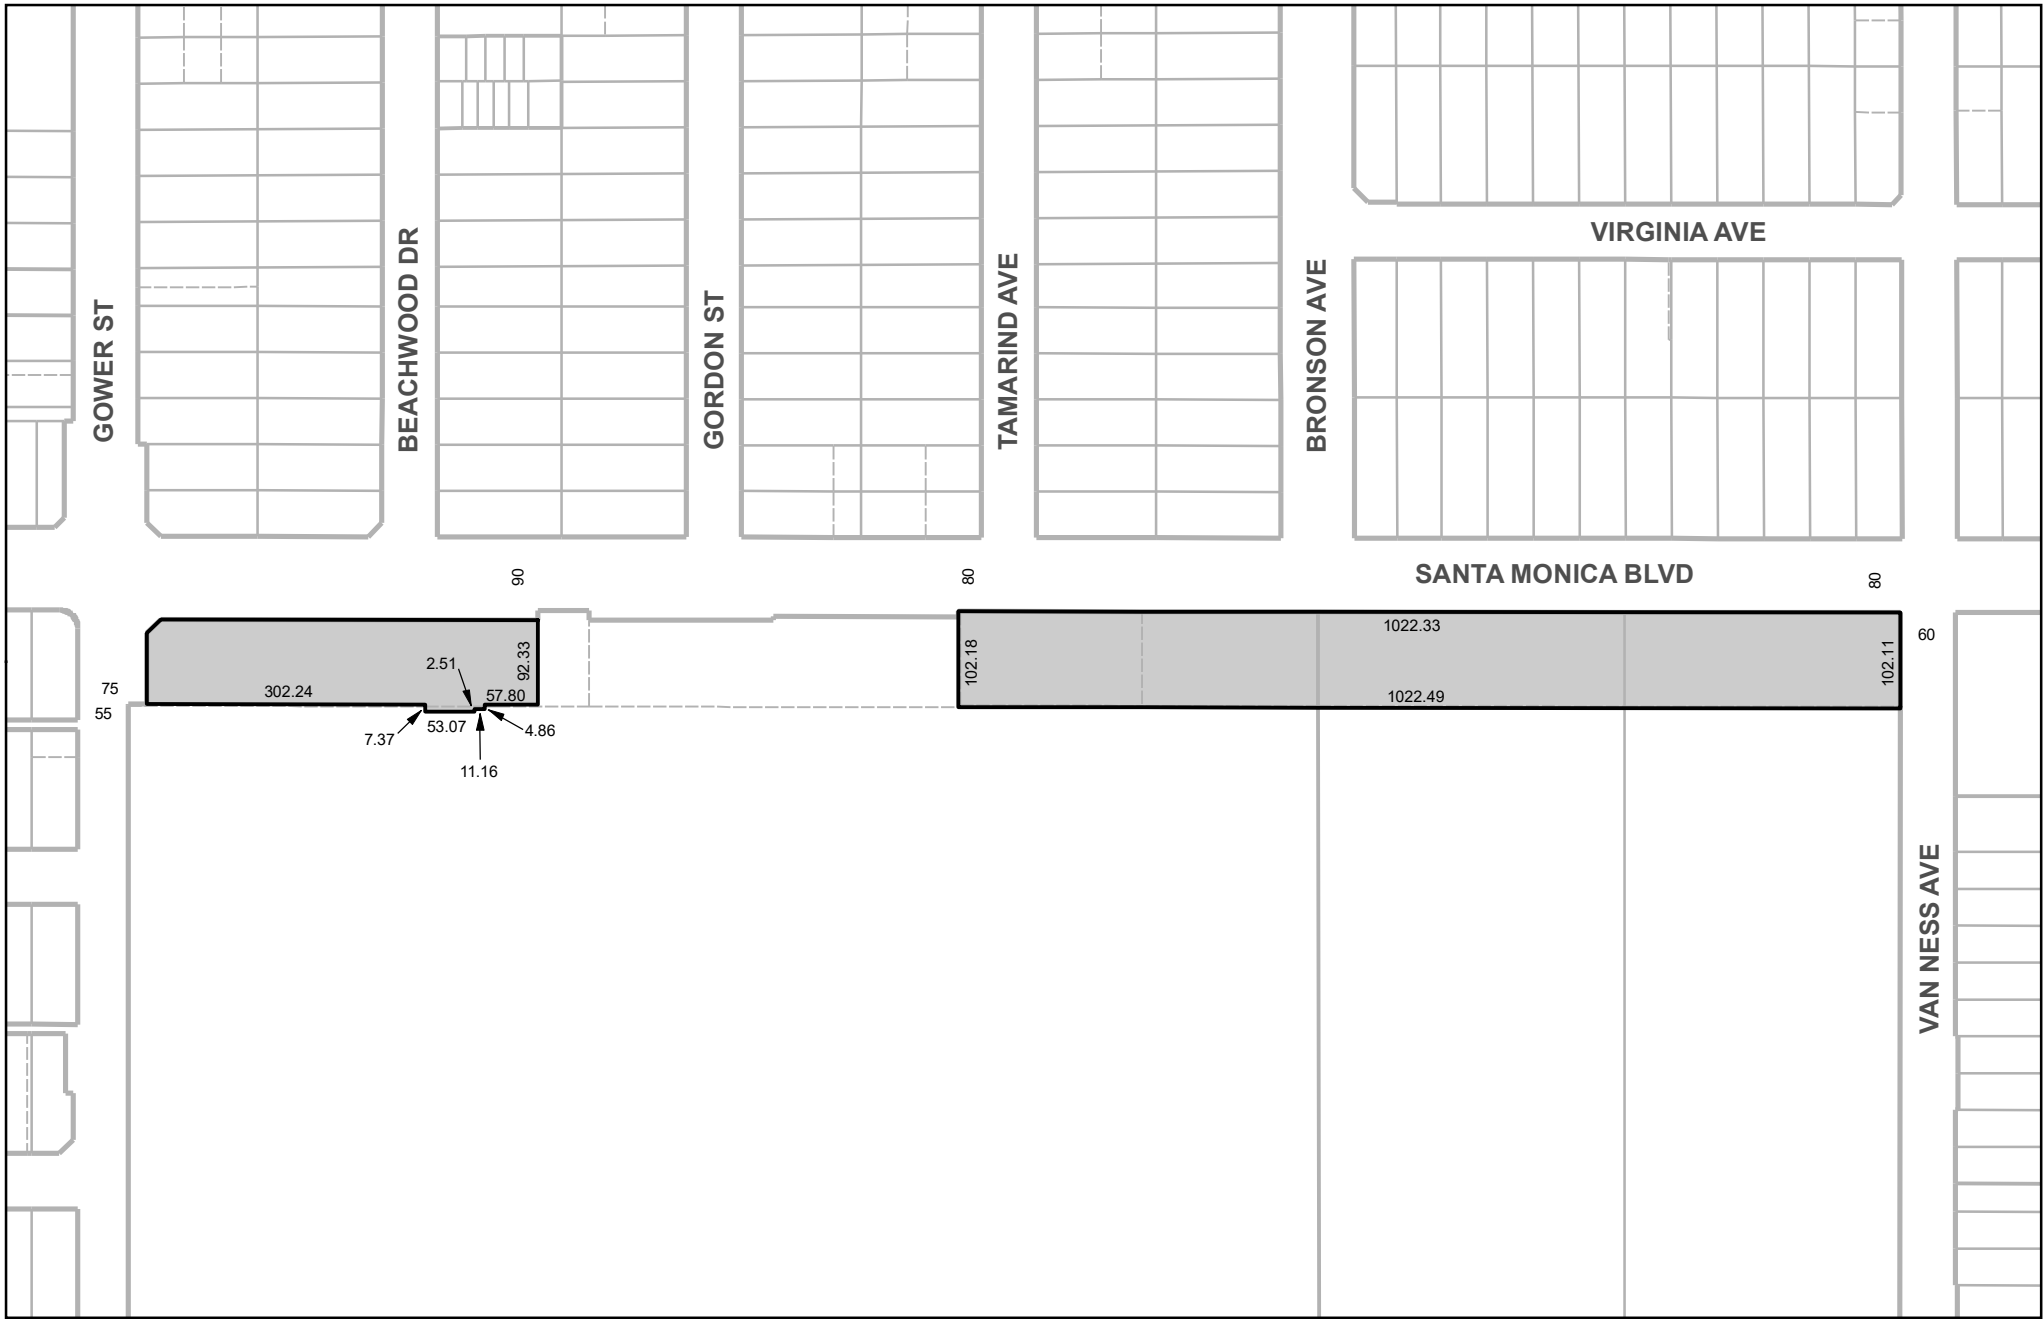 VIRGINIA AVE
GOWER ST
BEACHWOOD DR
GORDON ST
TAMARIND AVE
BRONSON AVE
90
80
SANTA MONICA BLVD
80
1022.33
60
2.51
92.33
102.18
102.11
75
302.24
57.80
1022.49
55
7.37
53.07
4.86
11.16
VAN NESS AVE